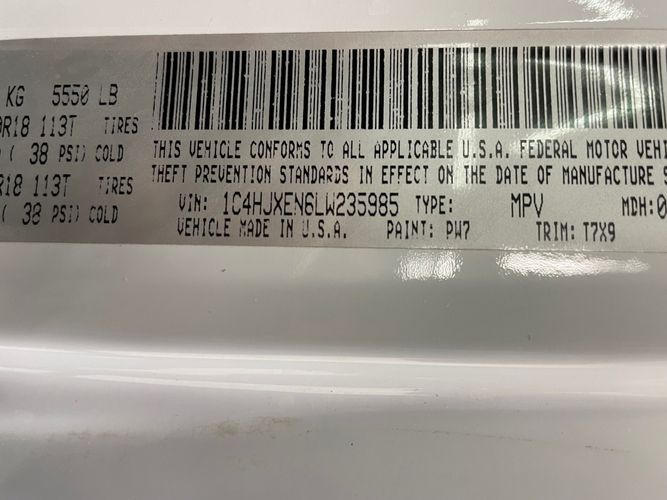 KG 5550 LB
R18 113T TIRES
( 38 PSI) COLD
R18 113T TIRES
( 38 PSI) COLD
THIS VEHICLE CONFORMS TO ALL APPLICABLE U.S.A. FEDERAL MOTOR VEHI
THEFT PREVENTION STANDARDS IN EFFECT ON THE DATE OF MANUFACTURE S
VIN: 1C4HJXEN6LW235985 TYPE: MPV MDH:0
VEHICLE MADE IN U.S.A. PAINT: PW7 TRIM: T7X9